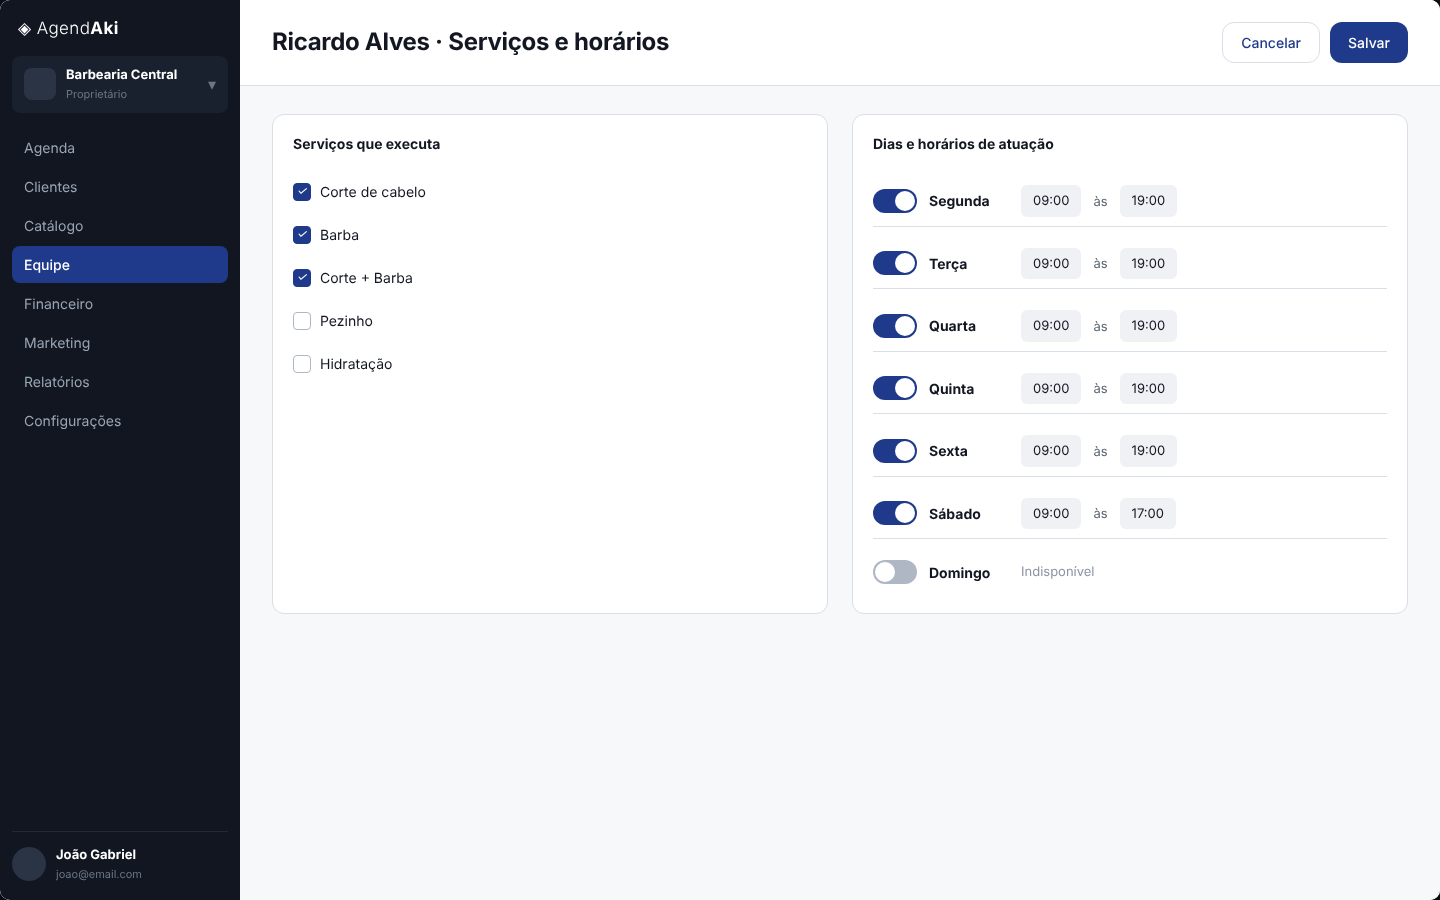 ◈ AgendAki
Barbearia Central
Proprietário
▼
Agenda
Clientes
Catálogo
Equipe
Financeiro
Marketing
Relatórios
Configurações
João Gabriel
joao@email.com
Ricardo Alves · Serviços e horários
Cancelar
Salvar
Serviços que executa
Corte de cabelo
Barba
Corte + Barba
Pezinho
Hidratação
Dias e horários de atuação
Segunda 09:00 às 19:00
Terça 09:00 às 19:00
Quarta 09:00 às 19:00
Quinta 09:00 às 19:00
Sexta 09:00 às 19:00
Sábado 09:00 às 17:00
Domingo Indisponível